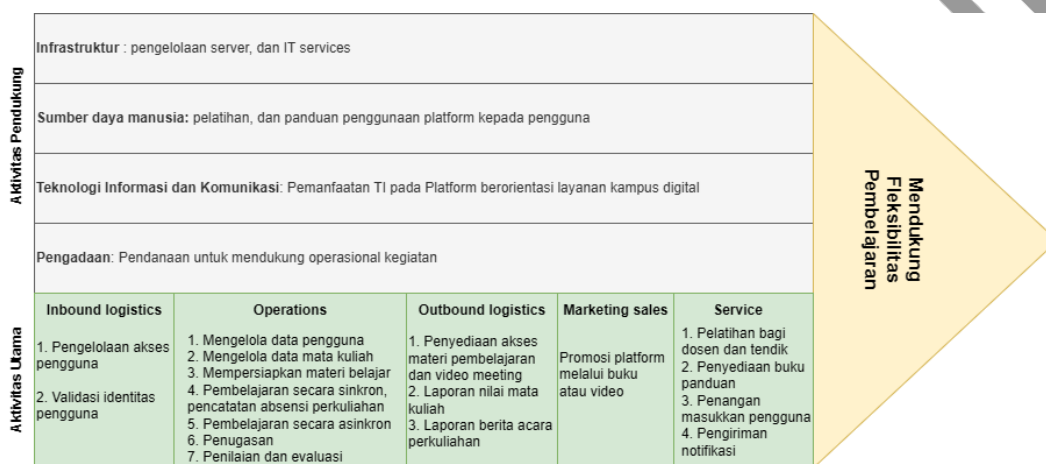 Aktivitas Pendukung
Infrastruktur : pengelolaan server, dan IT services
Sumber daya manusia: pelatihan, dan panduan penggunaan platform kepada pengguna
Teknologi Informasi dan Komunikasi: Pemanfaatan TI pada Platform berorientasi layanan kampus digital
Pengadaan: Pendanaan untuk mendukung operasional kegiatan
Aktivitas Utama
Inbound logistics
1. Pengelolaan akses
pengguna
2. Validasi identitas
pengguna
Operations
1. Mengelola data pengguna
2. Mengelola data mata kuliah
3. Mempersiapkan materi belajar
4. Pembelajaran secara sinkron,
pencatatan absensi perkuliahan
5. Pembelajaran secara asinkron
6. Penugasan
7. Penilaian dan evaluasi
Outbound logistics
1. Penyediaan akses
materi pembelajaran
dan video meeting
2. Laporan nilai mata
kuliah
3. Laporan berita acara
perkuliahan
Marketing sales
Promosi platform
melalui buku
atau video
Service
1. Pelatihan bagi
dosen dan tendik
2. Penyediaan buku
panduan
3. Penangan
masukkan pengguna
4. Pengiriman
notifikasi
Mendukung
Fleksibilitas
Pembelajaran